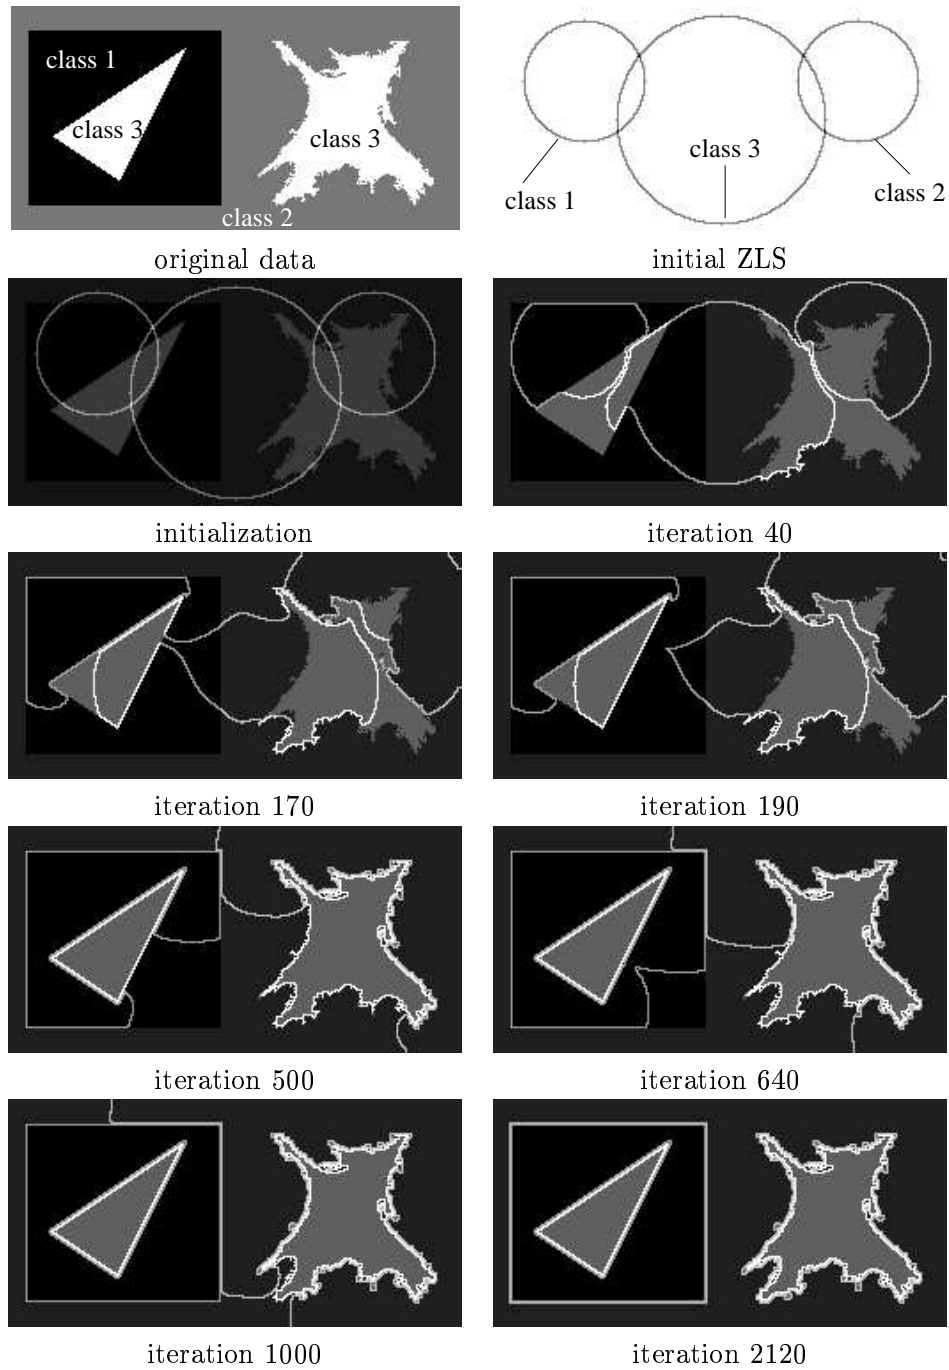 class 1
class 3
class 3
class 2
class 3
class 1
class 2
original data
initial ZLS
initialization
iteration 40
iteration 170
iteration 190
iteration 500
iteration 640
iteration 1000
iteration 2120